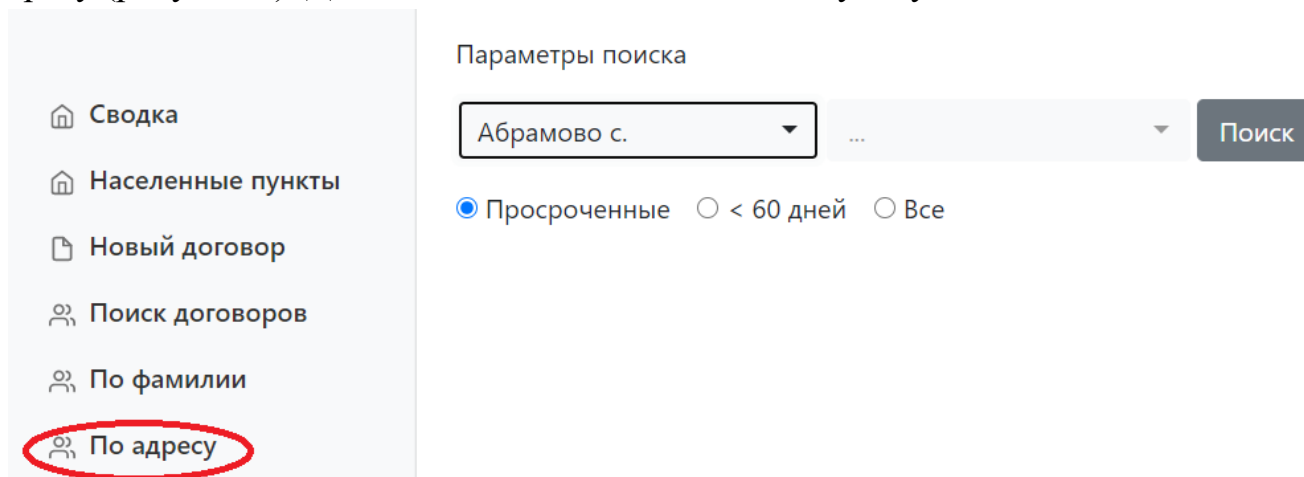 Параметры поиска
Сводка
Абрамово с.
...
Поиск
Населенные пункты
Просроченные
< 60 дней
Все
Новый договор
Поиск договоров
По фамилии
По адресу